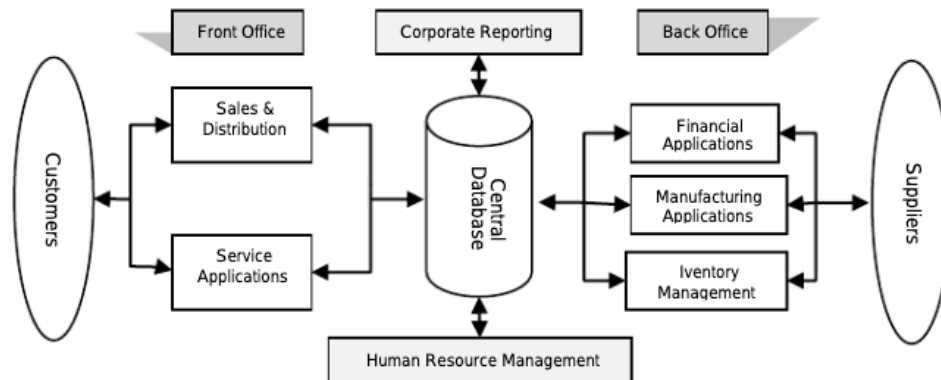 Front Office
Corporate Reporting
Back Office
Customers
Sales &
Distribution
Service
Applications
Central
Database
Financial
Applications
Manufacturing
Applications
Iventory
Management
Suppliers
Human Resource Management